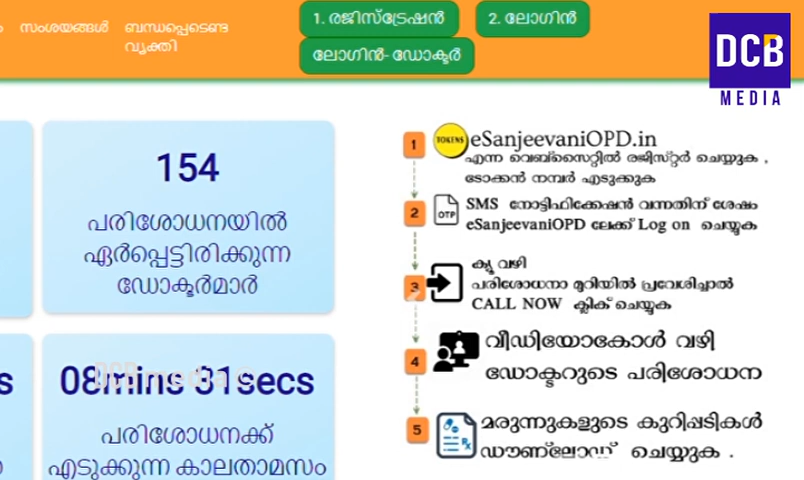 സംശയങ്ങൾ
ബന്ധപ്പെടേണ്ട
വ്യക്തി
1. രജിസ്ട്രേഷൻ
2. ലോഗിൻ
ലോഗിൻ- ഡോക്ടർ
DCB
MEDIA
154
പരിശോധനയിൽ
ഏർപ്പെട്ടിരിക്കുന്ന
ഡോക്ടർമാർ
08mins 31secs
പരിശോധനക്ക്
എടുക്കുന്ന കാലതാമസം
1
TOKENS
eSanjeevaniOPD.in
എന്ന വെബ്സൈറ്റിൽ രജിസ്റ്റർ ചെയ്യുക ,
ടോക്കൻ നമ്പർ എടുക്കുക
2
OTP
SMS നോട്ടിഫിക്കേഷൻ വന്നതിന് ശേഷം
eSanjeevaniOPD ലേക്ക് Log on ചെയ്യുക
3
ക്യൂ വഴി
പരിശോധനാ മുറിയിൽ പ്രവേശിച്ചാൽ
CALL NOW ക്ലിക് ചെയ്യുക
4
വീഡിയോകോൾ വഴി
ഡോക്ടറുടെ പരിശോധന
5
മരുന്നുകളുടെ കുറിപ്പടികൾ
ഡൗൺലോഡ് ചെയ്യുക .